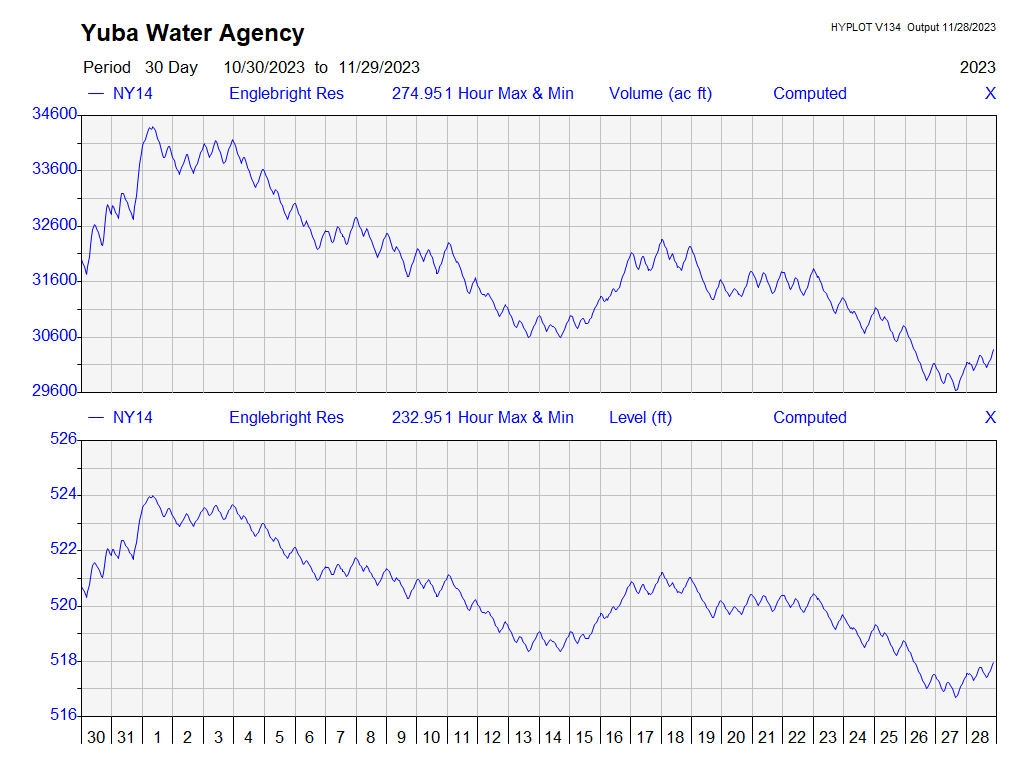 Yuba Water Agency HYPLOT V134 Output 11/28/2023
Period 30 Day 10/30/2023 to 11/29/2023 2023
— NY14 Englebright Res 274.951 Hour Max & Min Volume (ac ft) Computed X
34600
33600
32600
31600
30600
29600
— NY14 Englebright Res 232.951 Hour Max & Min Level (ft) Computed X
526
524
522
520
518
516
30 31 1 2 3 4 5 6 7 8 9 10 11 12 13 14 15 16 17 18 19 20 21 22 23 24 25 26 27 28